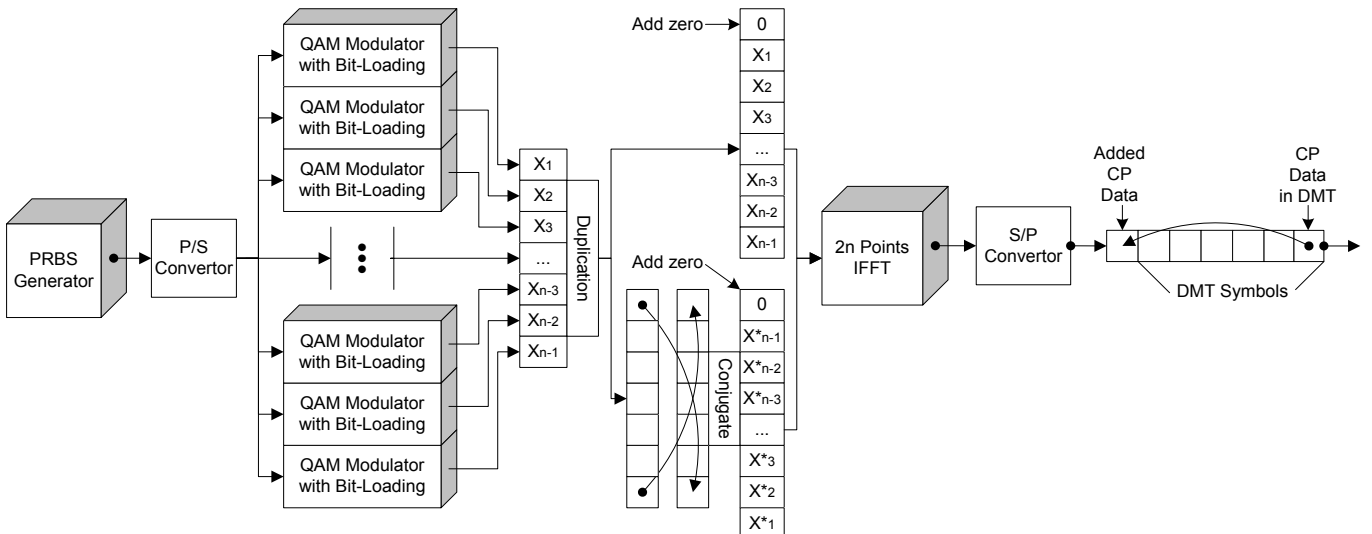 PRBS
Generator
P/S
Convertor
QAM Modulator
with Bit-Loading
QAM Modulator
with Bit-Loading
QAM Modulator
with Bit-Loading
QAM Modulator
with Bit-Loading
QAM Modulator
with Bit-Loading
QAM Modulator
with Bit-Loading
X1
X2
X3
...
Xn-3
Xn-2
Xn-1
Duplication
Add zero
0
X1
X2
X3
...
Xn-3
Xn-2
Xn-1
Add zero
0
X*n-1
X*n-2
X*n-3
...
X*3
X*2
X*1
Conjugate
2n Points
IFFT
S/P
Convertor
Added
CP
Data
CP
Data
in DMT
DMT Symbols